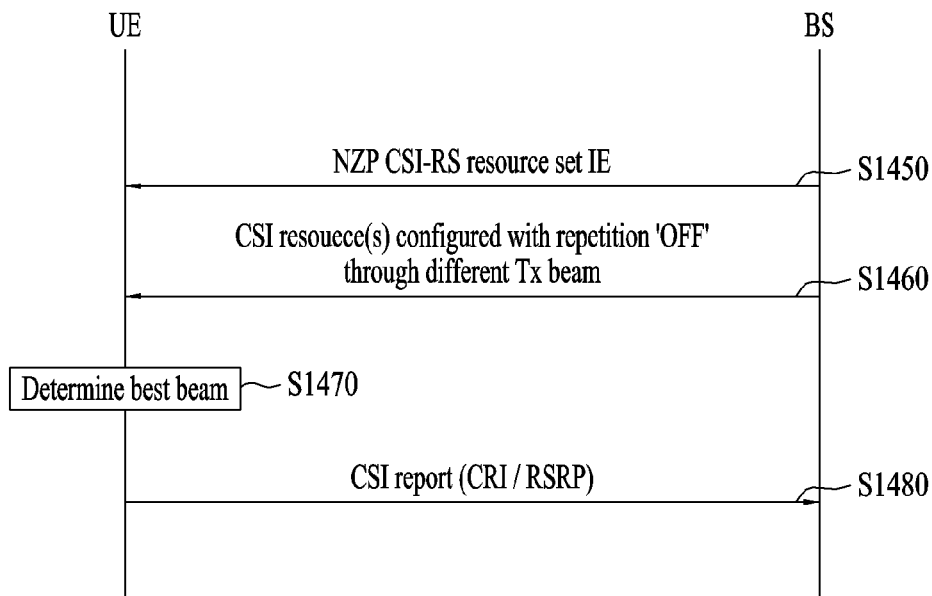 UE
BS
NZP CSI-RS resource set IE
S1450
CSI resouece(s) configured with repetition 'OFF'
through different Tx beam
S1460
Determine best beam
S1470
CSI report (CRI / RSRP)
S1480